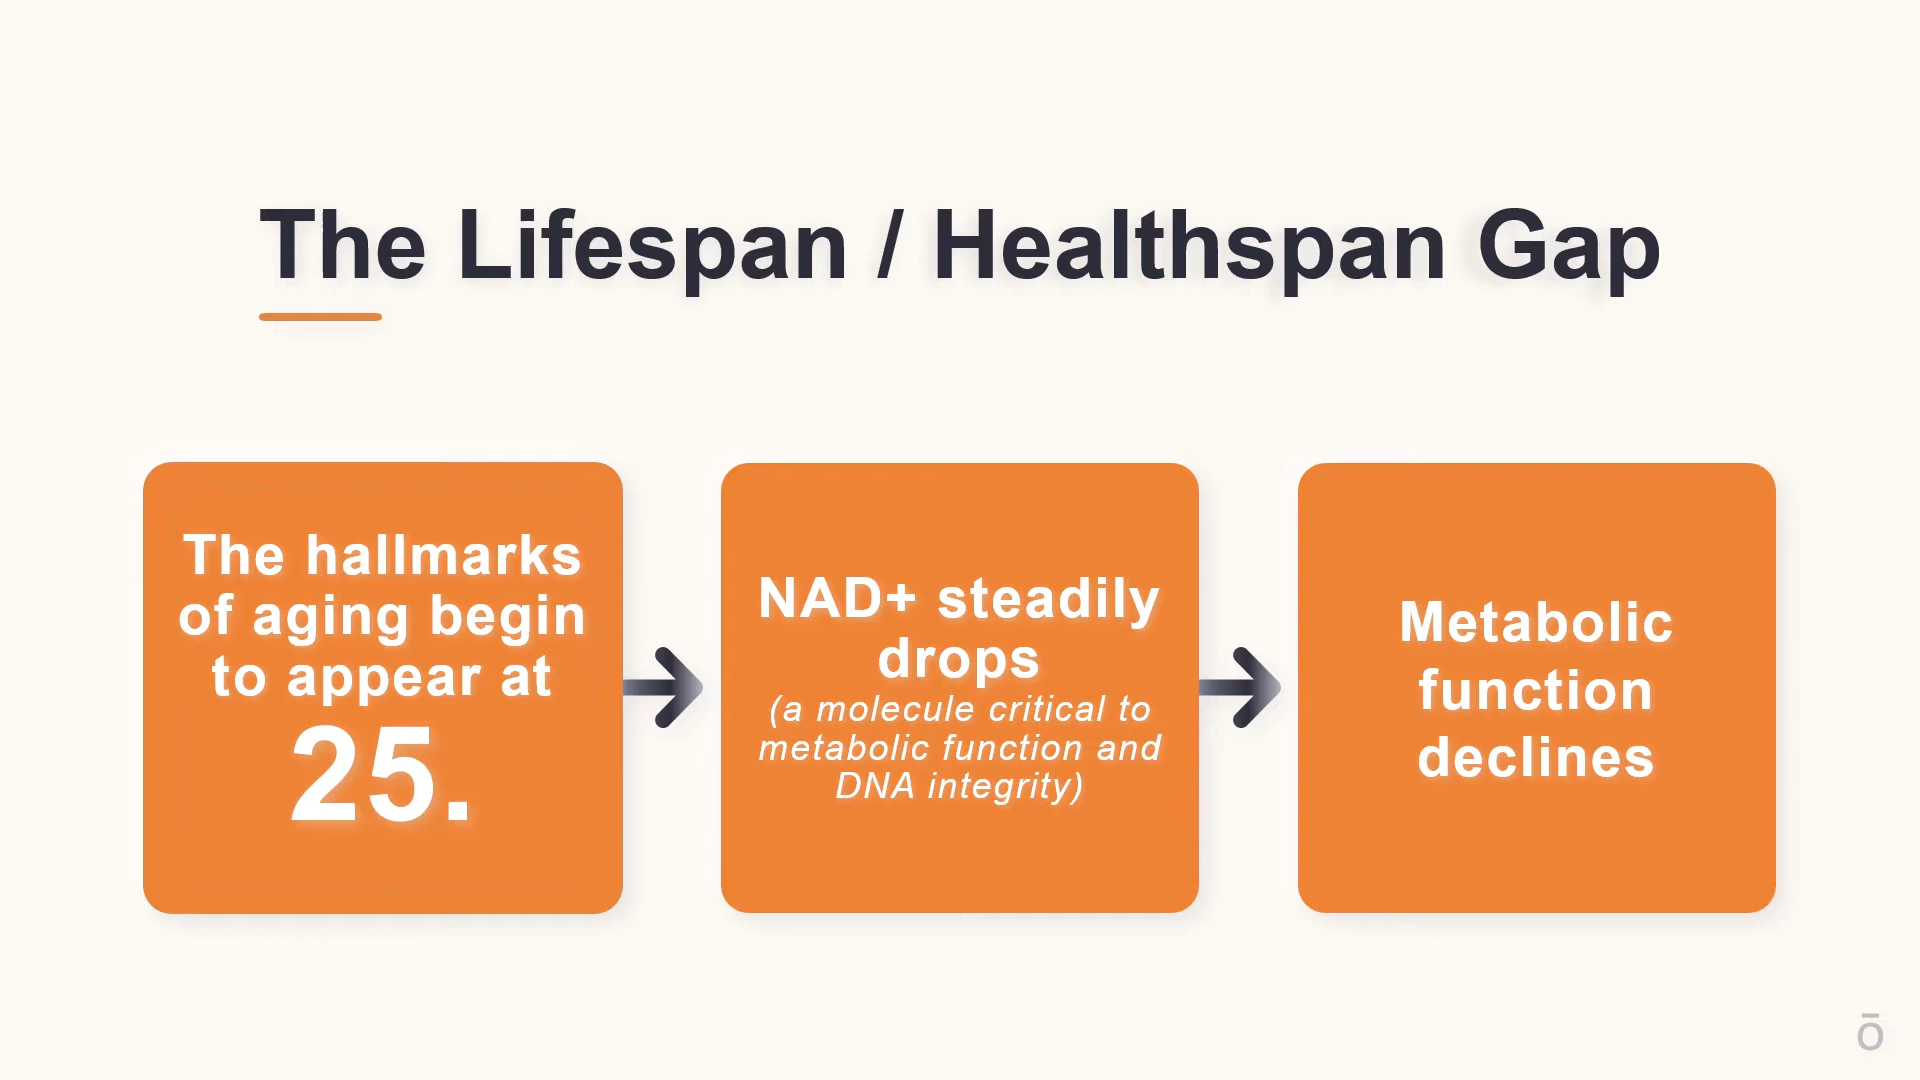 The Lifespan / Healthspan Gap
The hallmarks
of aging begin
to appear at
25.
NAD+ steadily
drops
(a molecule critical to
metabolic function and
DNA integrity)
Metabolic
function
declines
ō